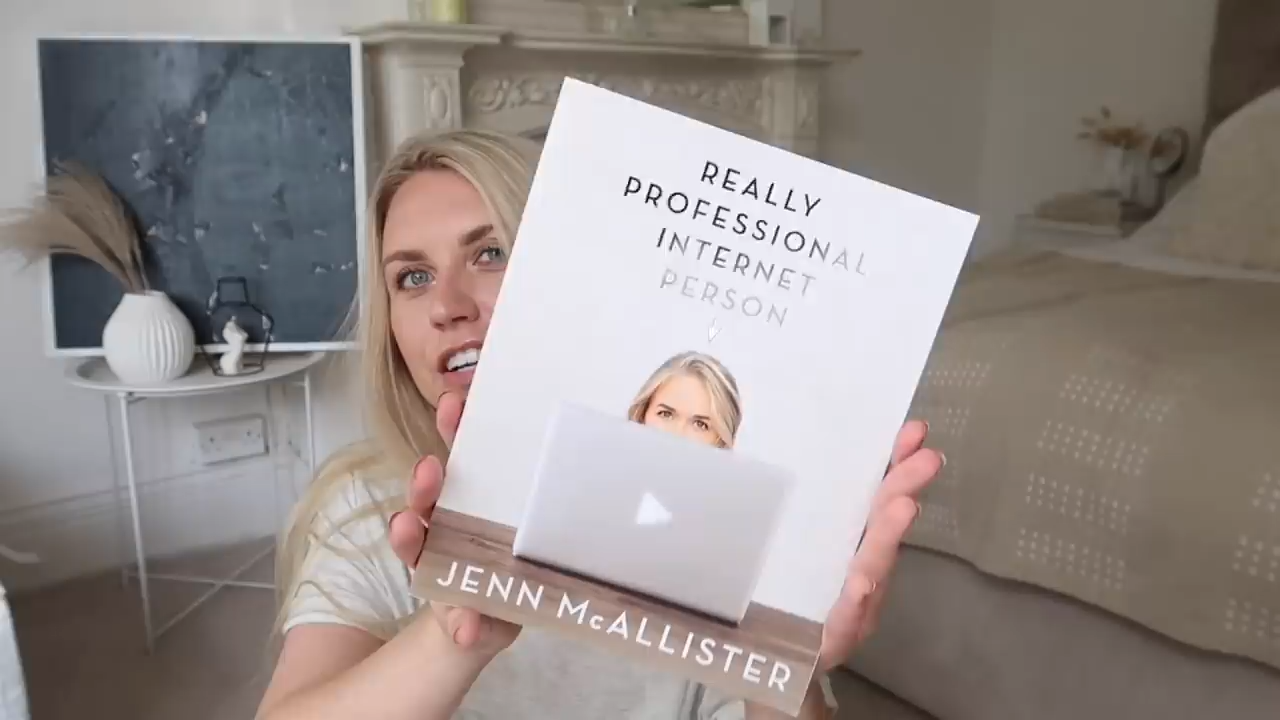 REALLY
PROFESSIONAL
INTERNET
PERSON
JENN McALLISTER